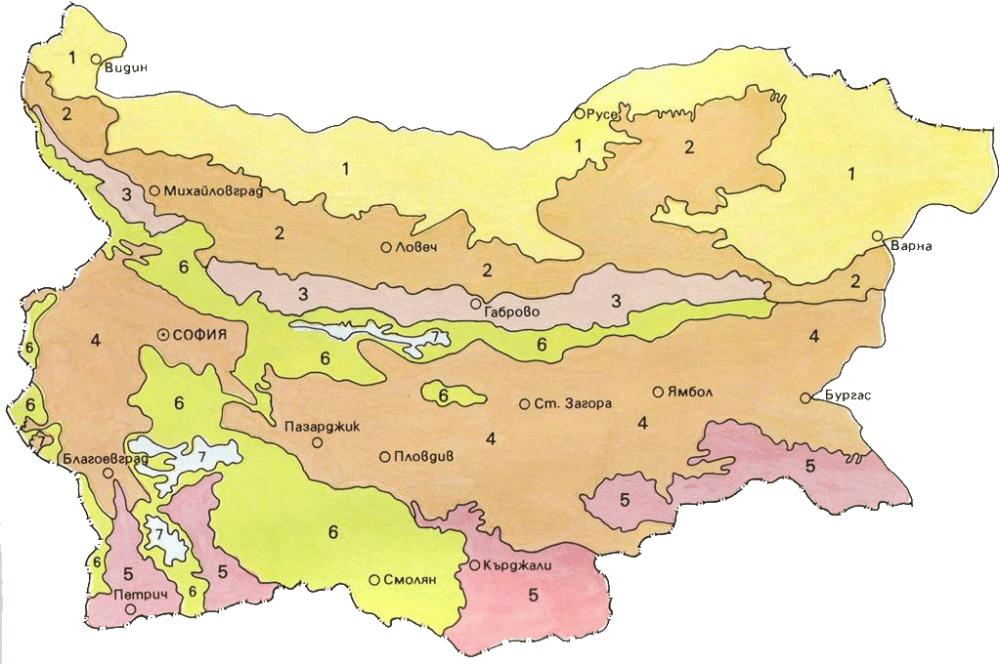 1
Видин
2
Русе
1
2
1
1
3
Михайловград
2
Ловеч
Варна
6
2
2
3
3
Габрово
4
4
СОФИЯ
7
6
6
6
6
6
6
Ст. Загора
Ямбол
Бургас
Пазарджик
4
4
7
Благоевград
7
Пловдив
5
5
6
7
6
5
5
Кърджали
Смолян
6
5
Петрич